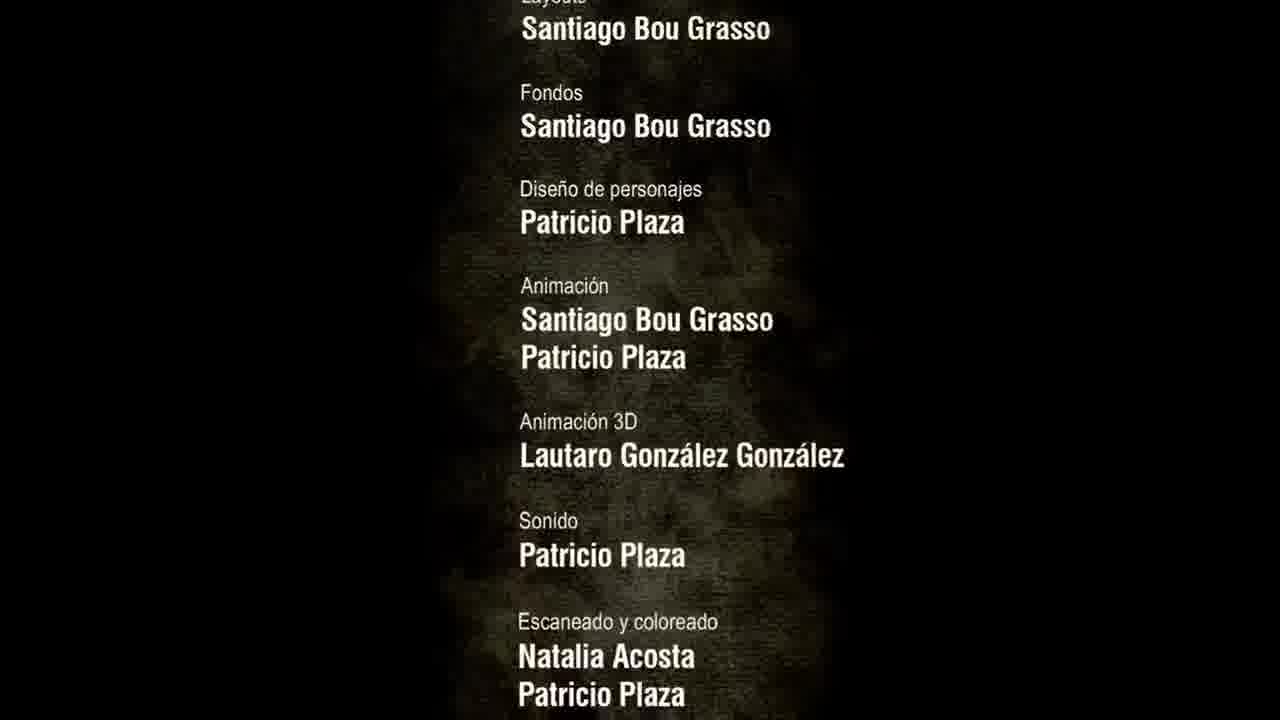 Layouts
Santiago Bou Grasso
Fondos
Santiago Bou Grasso
Diseño de personajes
Patricio Plaza
Animación
Santiago Bou Grasso
Patricio Plaza
Animación 3D
Lautaro González González
Sonido
Patricio Plaza
Escaneado y coloreado
Natalia Acosta
Patricio Plaza